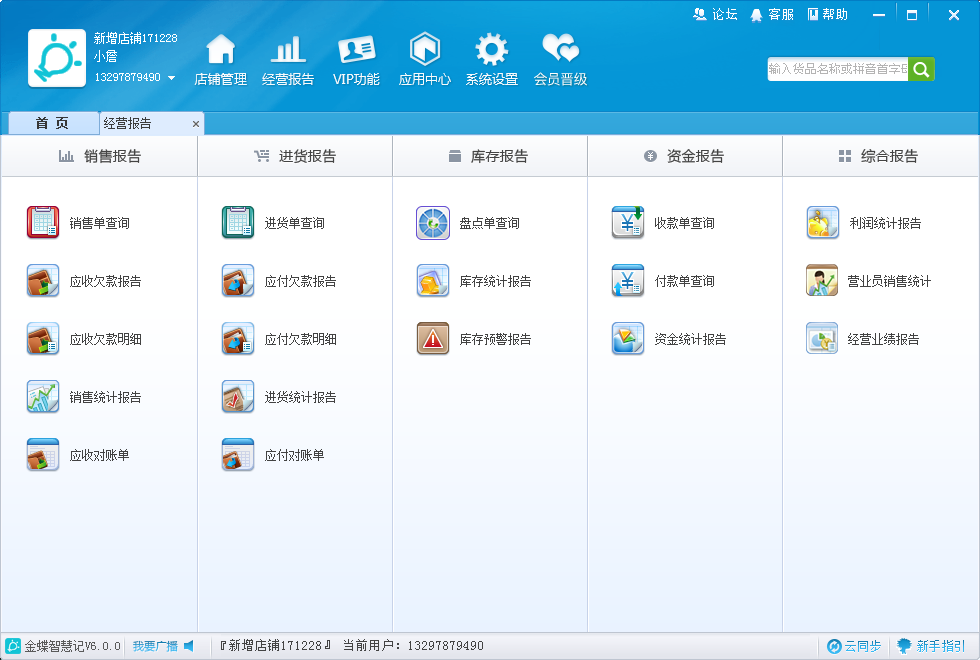 论坛 客服 帮助
新增店铺171228
小詹
13297879490
店铺管理 经营报告 VIP功能 应用中心 系统设置 会员晋级
输入货品名称或拼音首字母
首 页 经营报告 ×
销售报告 进货报告 库存报告 资金报告 综合报告
销售单查询 进货单查询 盘点单查询 收款单查询 利润统计报告
应收欠款报告 应付欠款报告 库存统计报告 付款单查询 营业员销售统计
应收欠款明细 应付欠款明细 库存预警报告 资金统计报告 经营业绩报告
销售统计报告 进货统计报告
应收对账单 应付对账单
金蝶智慧记V6.0.0 我要广播 『新增店铺171228』 当前用户: 13297879490 云同步 新手指引